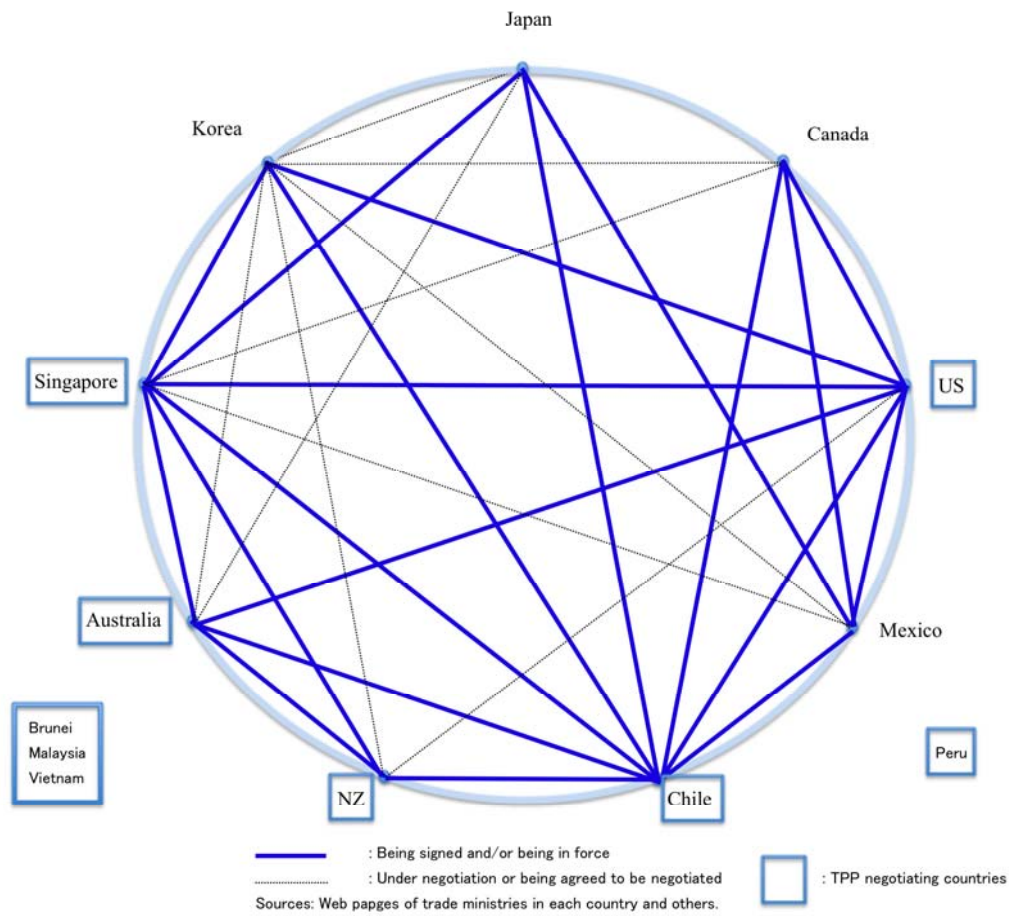 Japan
Korea
Canada
Singapore
US
Australia
Mexico
Brunei
Malaysia
Vietnam
Peru
NZ
Chile
: Being signed and/or being in force
: Under negotiation or being agreed to be negotiated
: TPP negotiating countries
Sources: Web papges of trade ministries in each country and others.